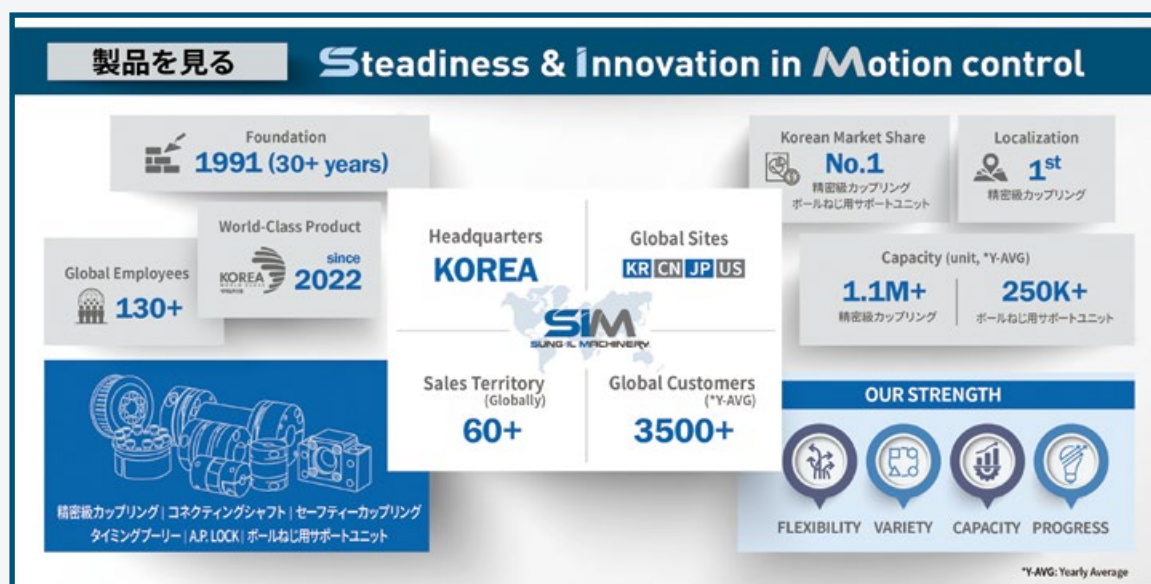 製品を見る
Steadiness & Innovation in Motion control
Foundation
1991 (30+ years)
World-Class Product
KOREA
since
2022
Global Employees
130+
Headquarters
KOREA
Global Sites
KR CN JP US
SIM
SUNG-IL MACHINERY
Sales Territory
(Globally)
60+
Global Customers
(*Y-AVG)
3500+
Korean Market Share
No.1
精密級カップリング
ボールねじ用サポートユニット
Localization
1st
精密級カップリング
Capacity (unit, *Y-AVG)
1.1M+
精密級カップリング
250K+
ボールねじ用サポートユニット
精密級カップリング | コネクティングシャフト | セーフティーカップリング
タイミングプーリー | A.P. LOCK | ボールねじ用サポートユニット
OUR STRENGTH
FLEXIBILITY VARIETY CAPACITY PROGRESS
*Y-AVG: Yearly Average